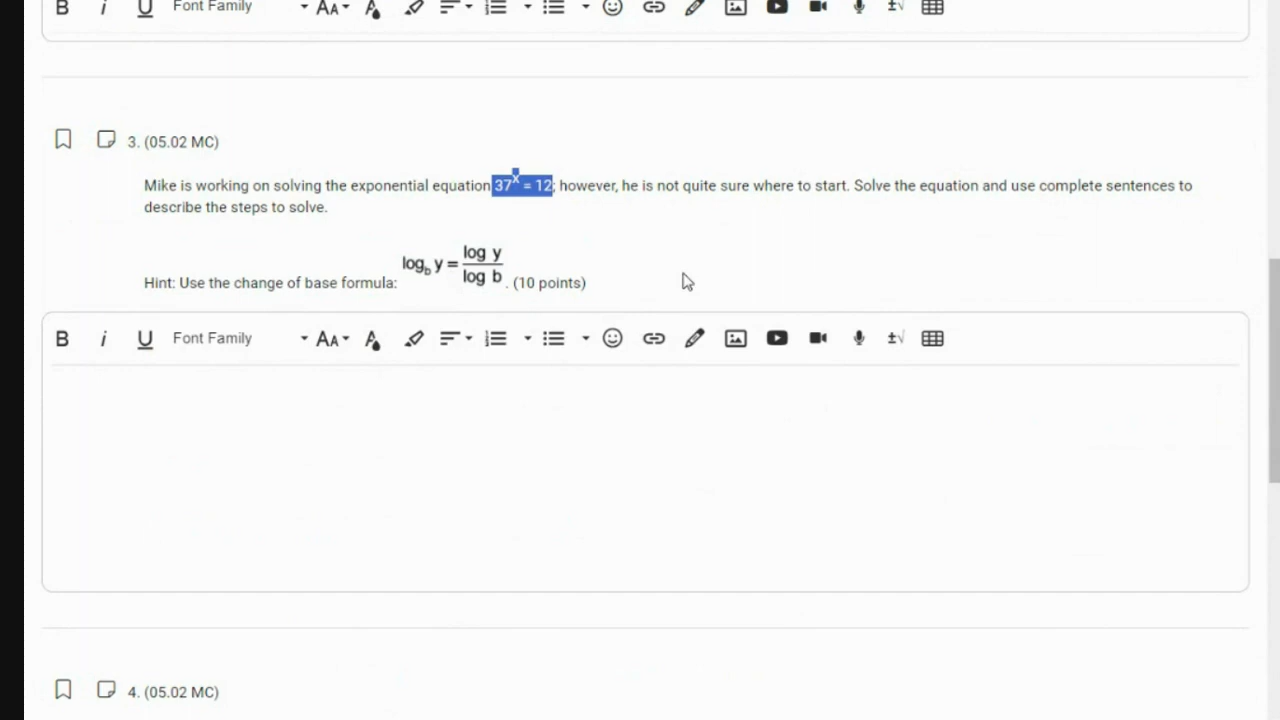 B i U Font Family AA A ±√
3. (05.02 MC)
Mike is working on solving the exponential equation 37^x = 12; however, he is not quite sure where to start. Solve the equation and use complete sentences to
describe the steps to solve.
Hint: Use the change of base formula: log_b y = log y / log b . (10 points)
B i U Font Family AA A ±√
4. (05.02 MC)